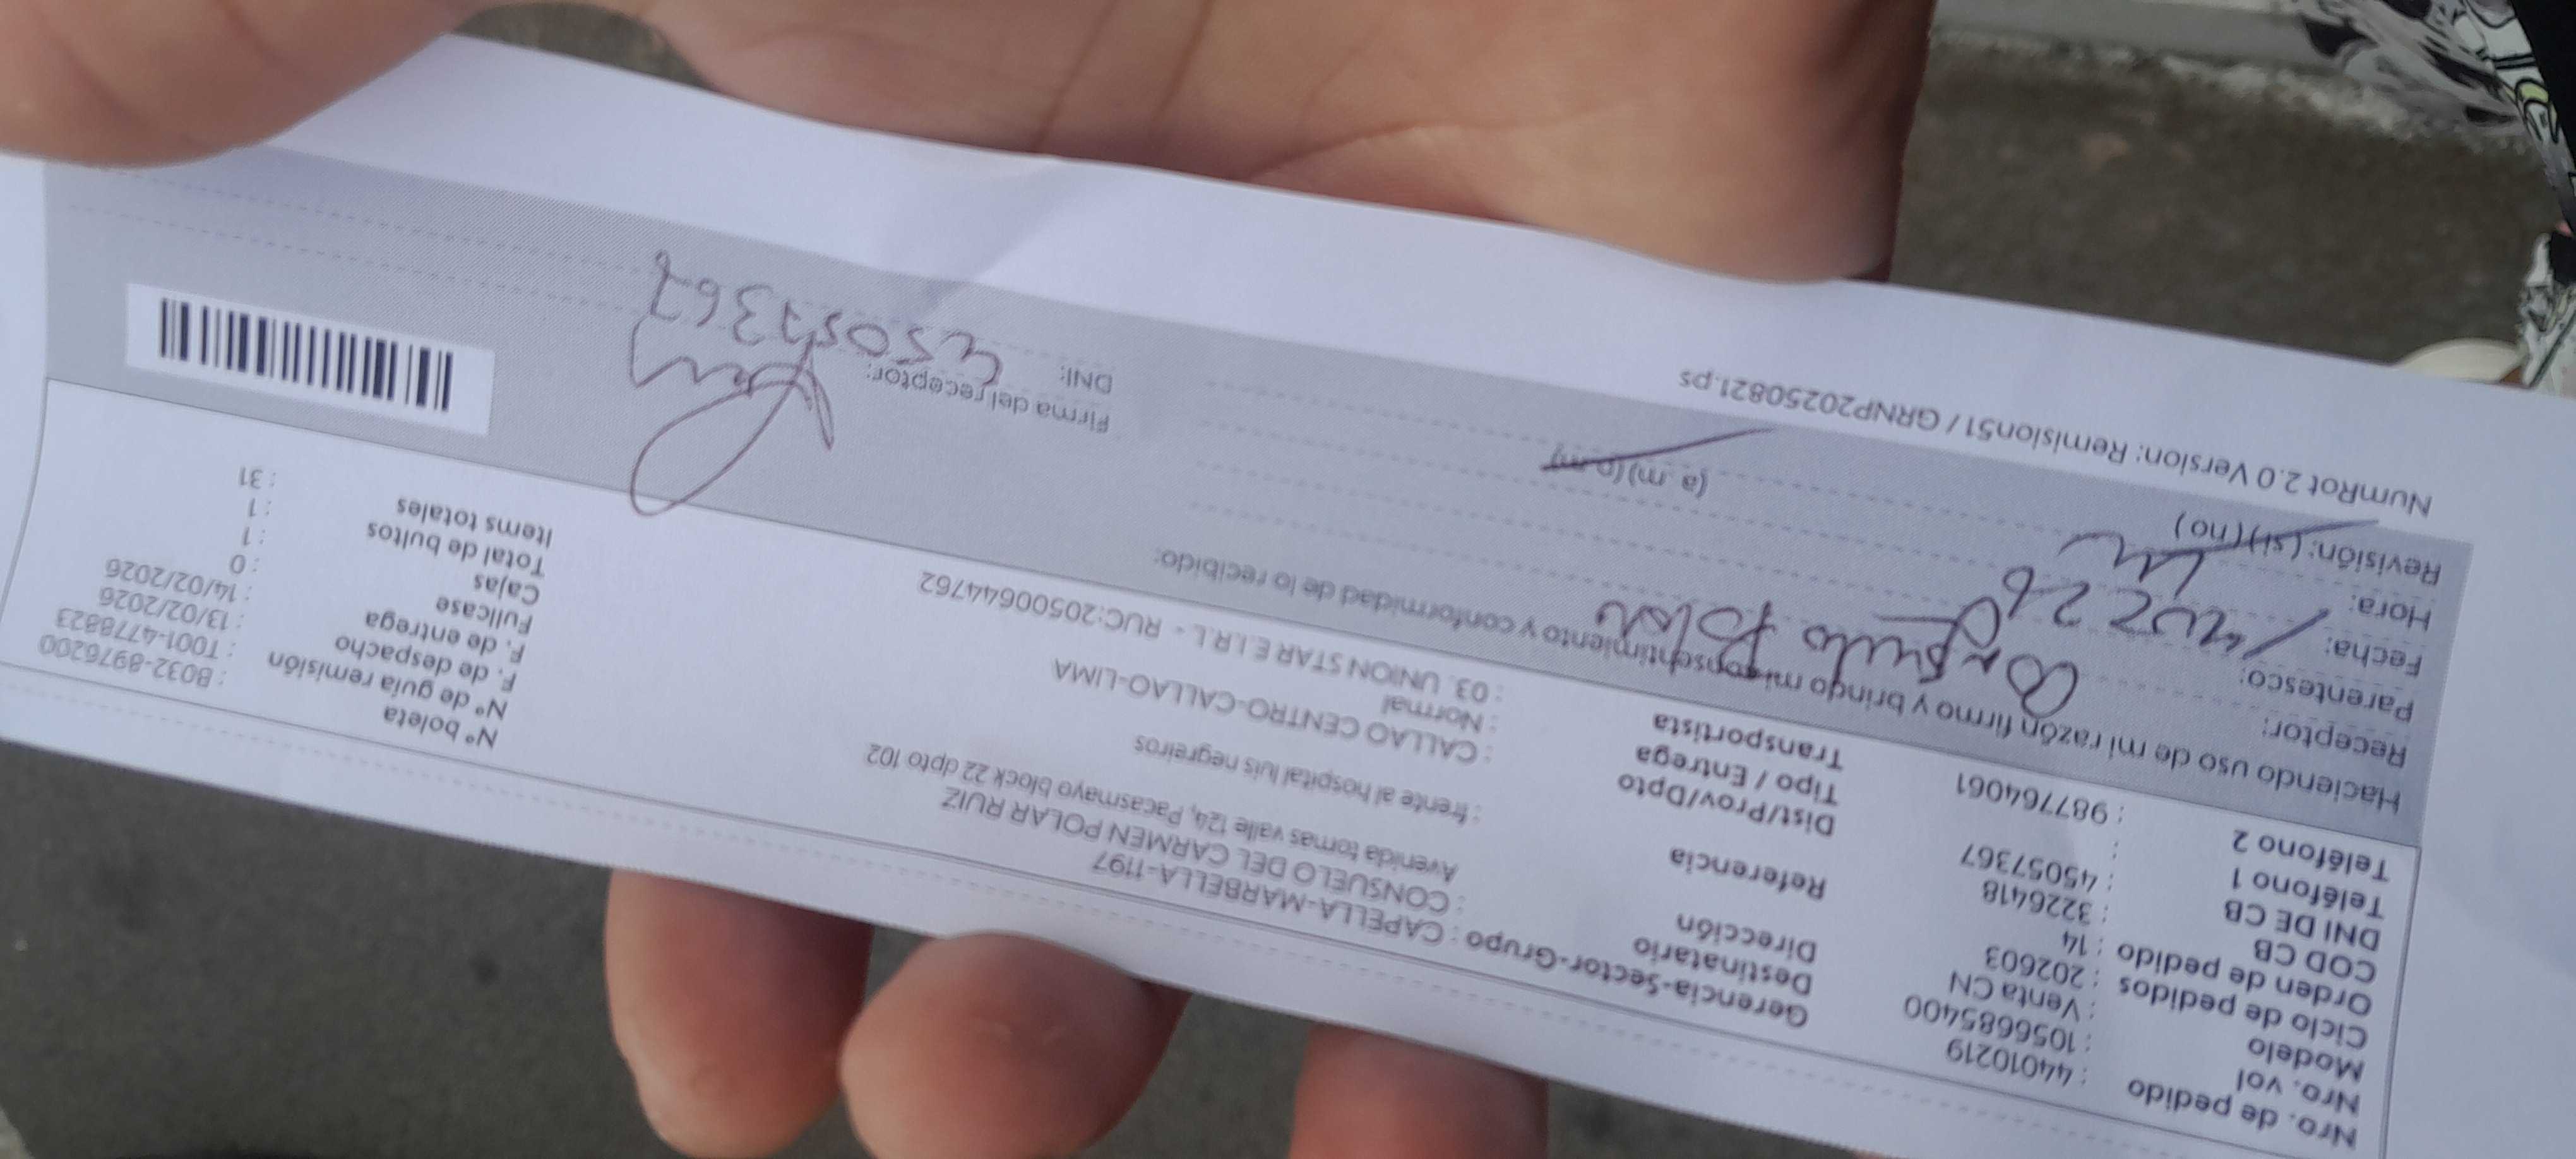 Nro. de pedido : 44010219
Nro. vol : 1056685400
Modelo : Venta CN
Ciclo de pedidos : 202603
Orden de pedido : 14
COD CB : 3226418
DNI DE CB : 45057367
Teléfono 1 :
Teléfono 2 : 987764061
Gerencia-Sector-Grupo : CAPELLA-MARBELLA-1197
Destinatario : CONSUELO DEL CARMEN POLAR RUIZ
Dirección Avenida tomas valle 124, Pacasmayo block 22 dpto 102
Referencia : frente al hospital luis negreiros
Dist/Prov/Dpto : CALLAO CENTRO-CALLAO-LIMA
Tipo / Entrega : Normal
Transportista : 03. UNION STAR E.I.R.L - RUC:20500644762
N° boleta : B032-8976200
N° de guía remisión : T001-4778823
F. de despacho : 13/02/2026
F. de entrega : 14/02/2026
Fullcase : 0
Cajas : 1
Total de bultos : 1
Items totales : 31
Haciendo uso de mi razón firmo y brindo mi consentimiento y conformidad de lo recibido:
Receptor: Consuelo Polar
Parentesco:
Fecha:
Hora: (a. m) (p. m)
Revisión: (si) (no)
Firma del receptor:
DNI: 45057367
NumRot 2.0 Version: Remision51 / GRNP20250821.ps